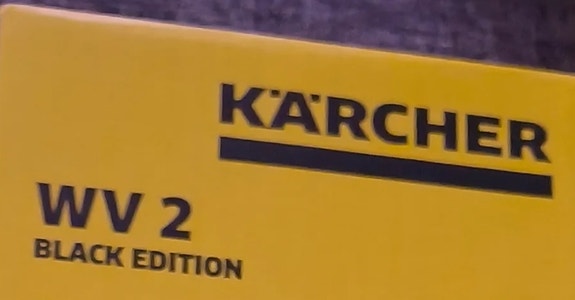 KÄRCHER
WV 2
BLACK EDITION